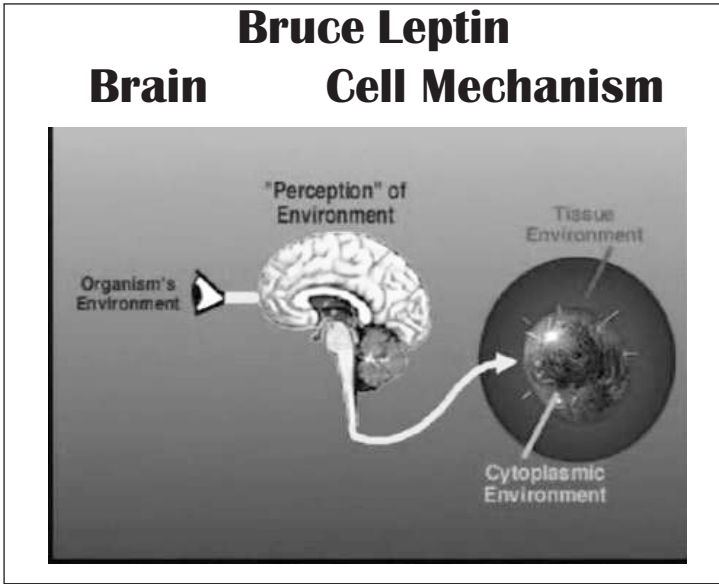 Bruce Leptin
Brain Cell Mechanism
"Perception" of
Environment
Tissue
Environment
Organism's
Environment
Cytoplasmic
Environment